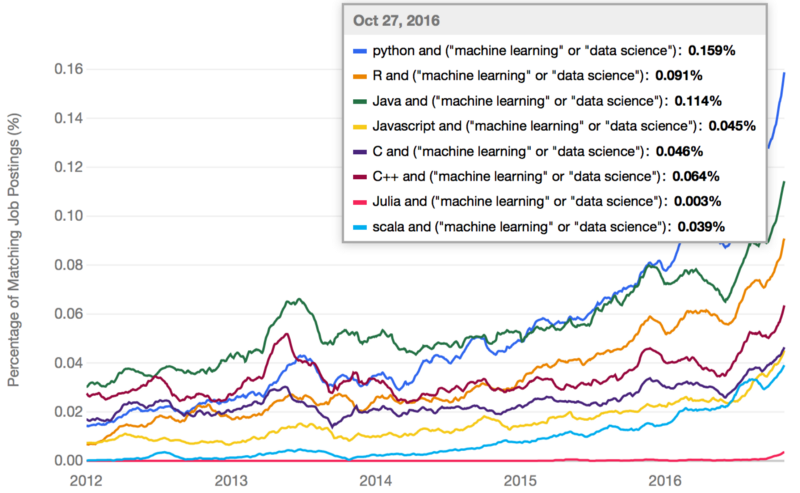 Oct 27, 2016
python and ("machine learning" or "data science"): 0.159%
R and ("machine learning" or "data science"): 0.091%
Java and ("machine learning" or "data science"): 0.114%
Javascript and ("machine learning" or "data science"): 0.045%
C and ("machine learning" or "data science"): 0.046%
C++ and ("machine learning" or "data science"): 0.064%
Julia and ("machine learning" or "data science"): 0.003%
scala and ("machine learning" or "data science"): 0.039%
Percentage of Matching Job Postings (%)
0.16
0.14
0.12
0.10
0.08
0.06
0.04
0.02
0.00
2012 2013 2014 2015 2016